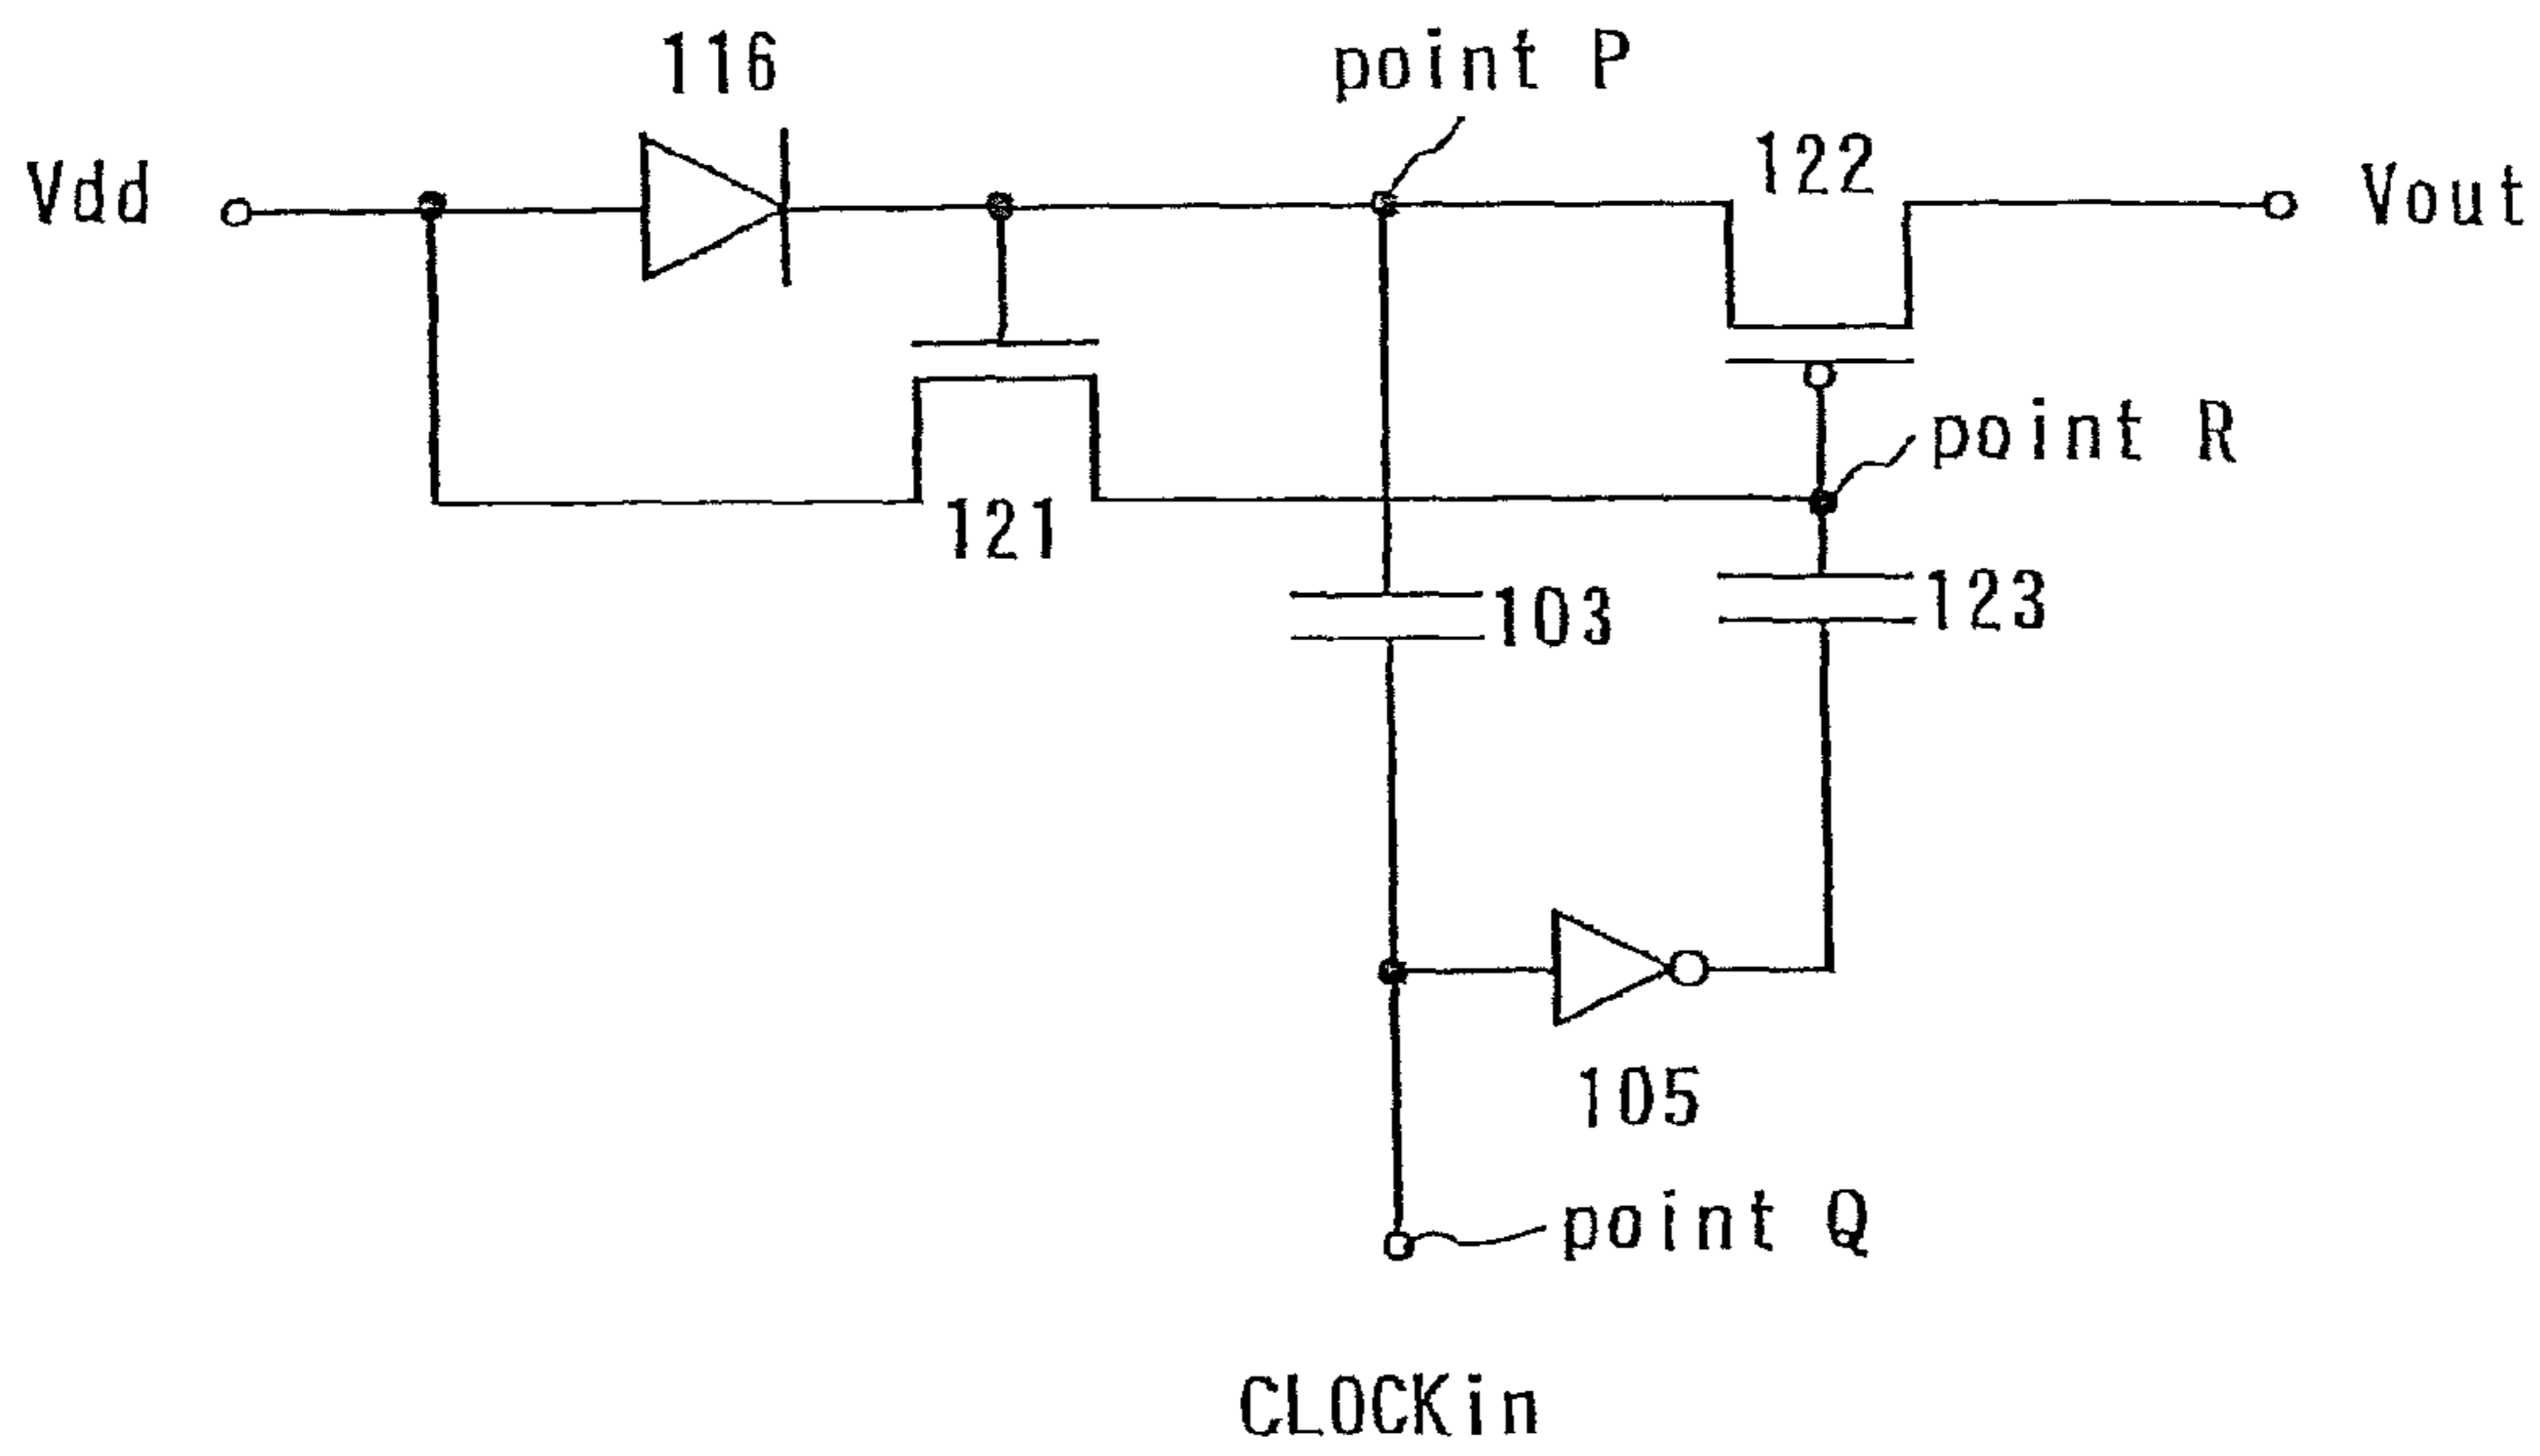 116
point P
Vdd
122
Vout
point R
121
103
123
105
point Q
CLOCKin